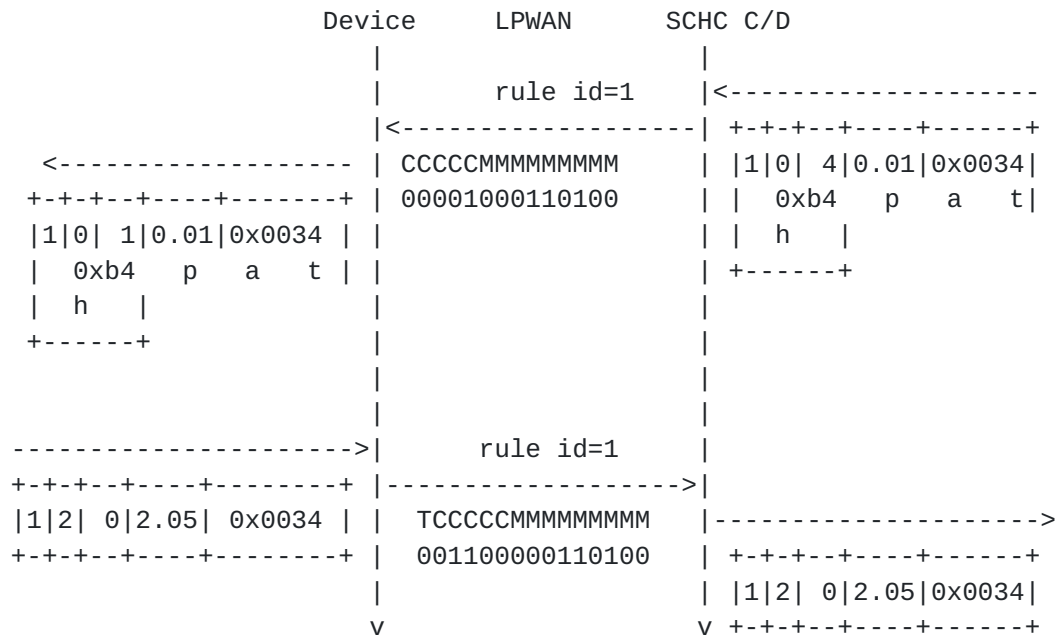 Device     LPWAN      SCHC C/D
                       |                    |
                       |       rule id=1    |<--------------------
                       |<-------------------| +-+-+--+----+------+
  <------------------- | CCCCCMMMMMMMMM     | |1|0| 4|0.01|0x0034|
 +-+-+--+----+-------+ | 00001000110100     | |  0xb4   p   a   t|
 |1|0| 1|0.01|0x0034 | |                    | |  h   |
 |  0xb4   p   a   t | |                    | +------+
 |  h   |              |                    |
 +------+              |                    |
                       |                    |
                       |                    |
---------------------->|      rule id=1     |
+-+-+--+----+--------+ |------------------->|
|1|2| 0|2.05| 0x0034 | |  TCCCCCMMMMMMMMM   |--------------------->
+-+-+--+----+--------+ |  001100000110100   | +-+-+--+----+------+
                       |                    | |1|2| 0|2.05|0x0034|
                       v                    v +-+-+--+----+------+